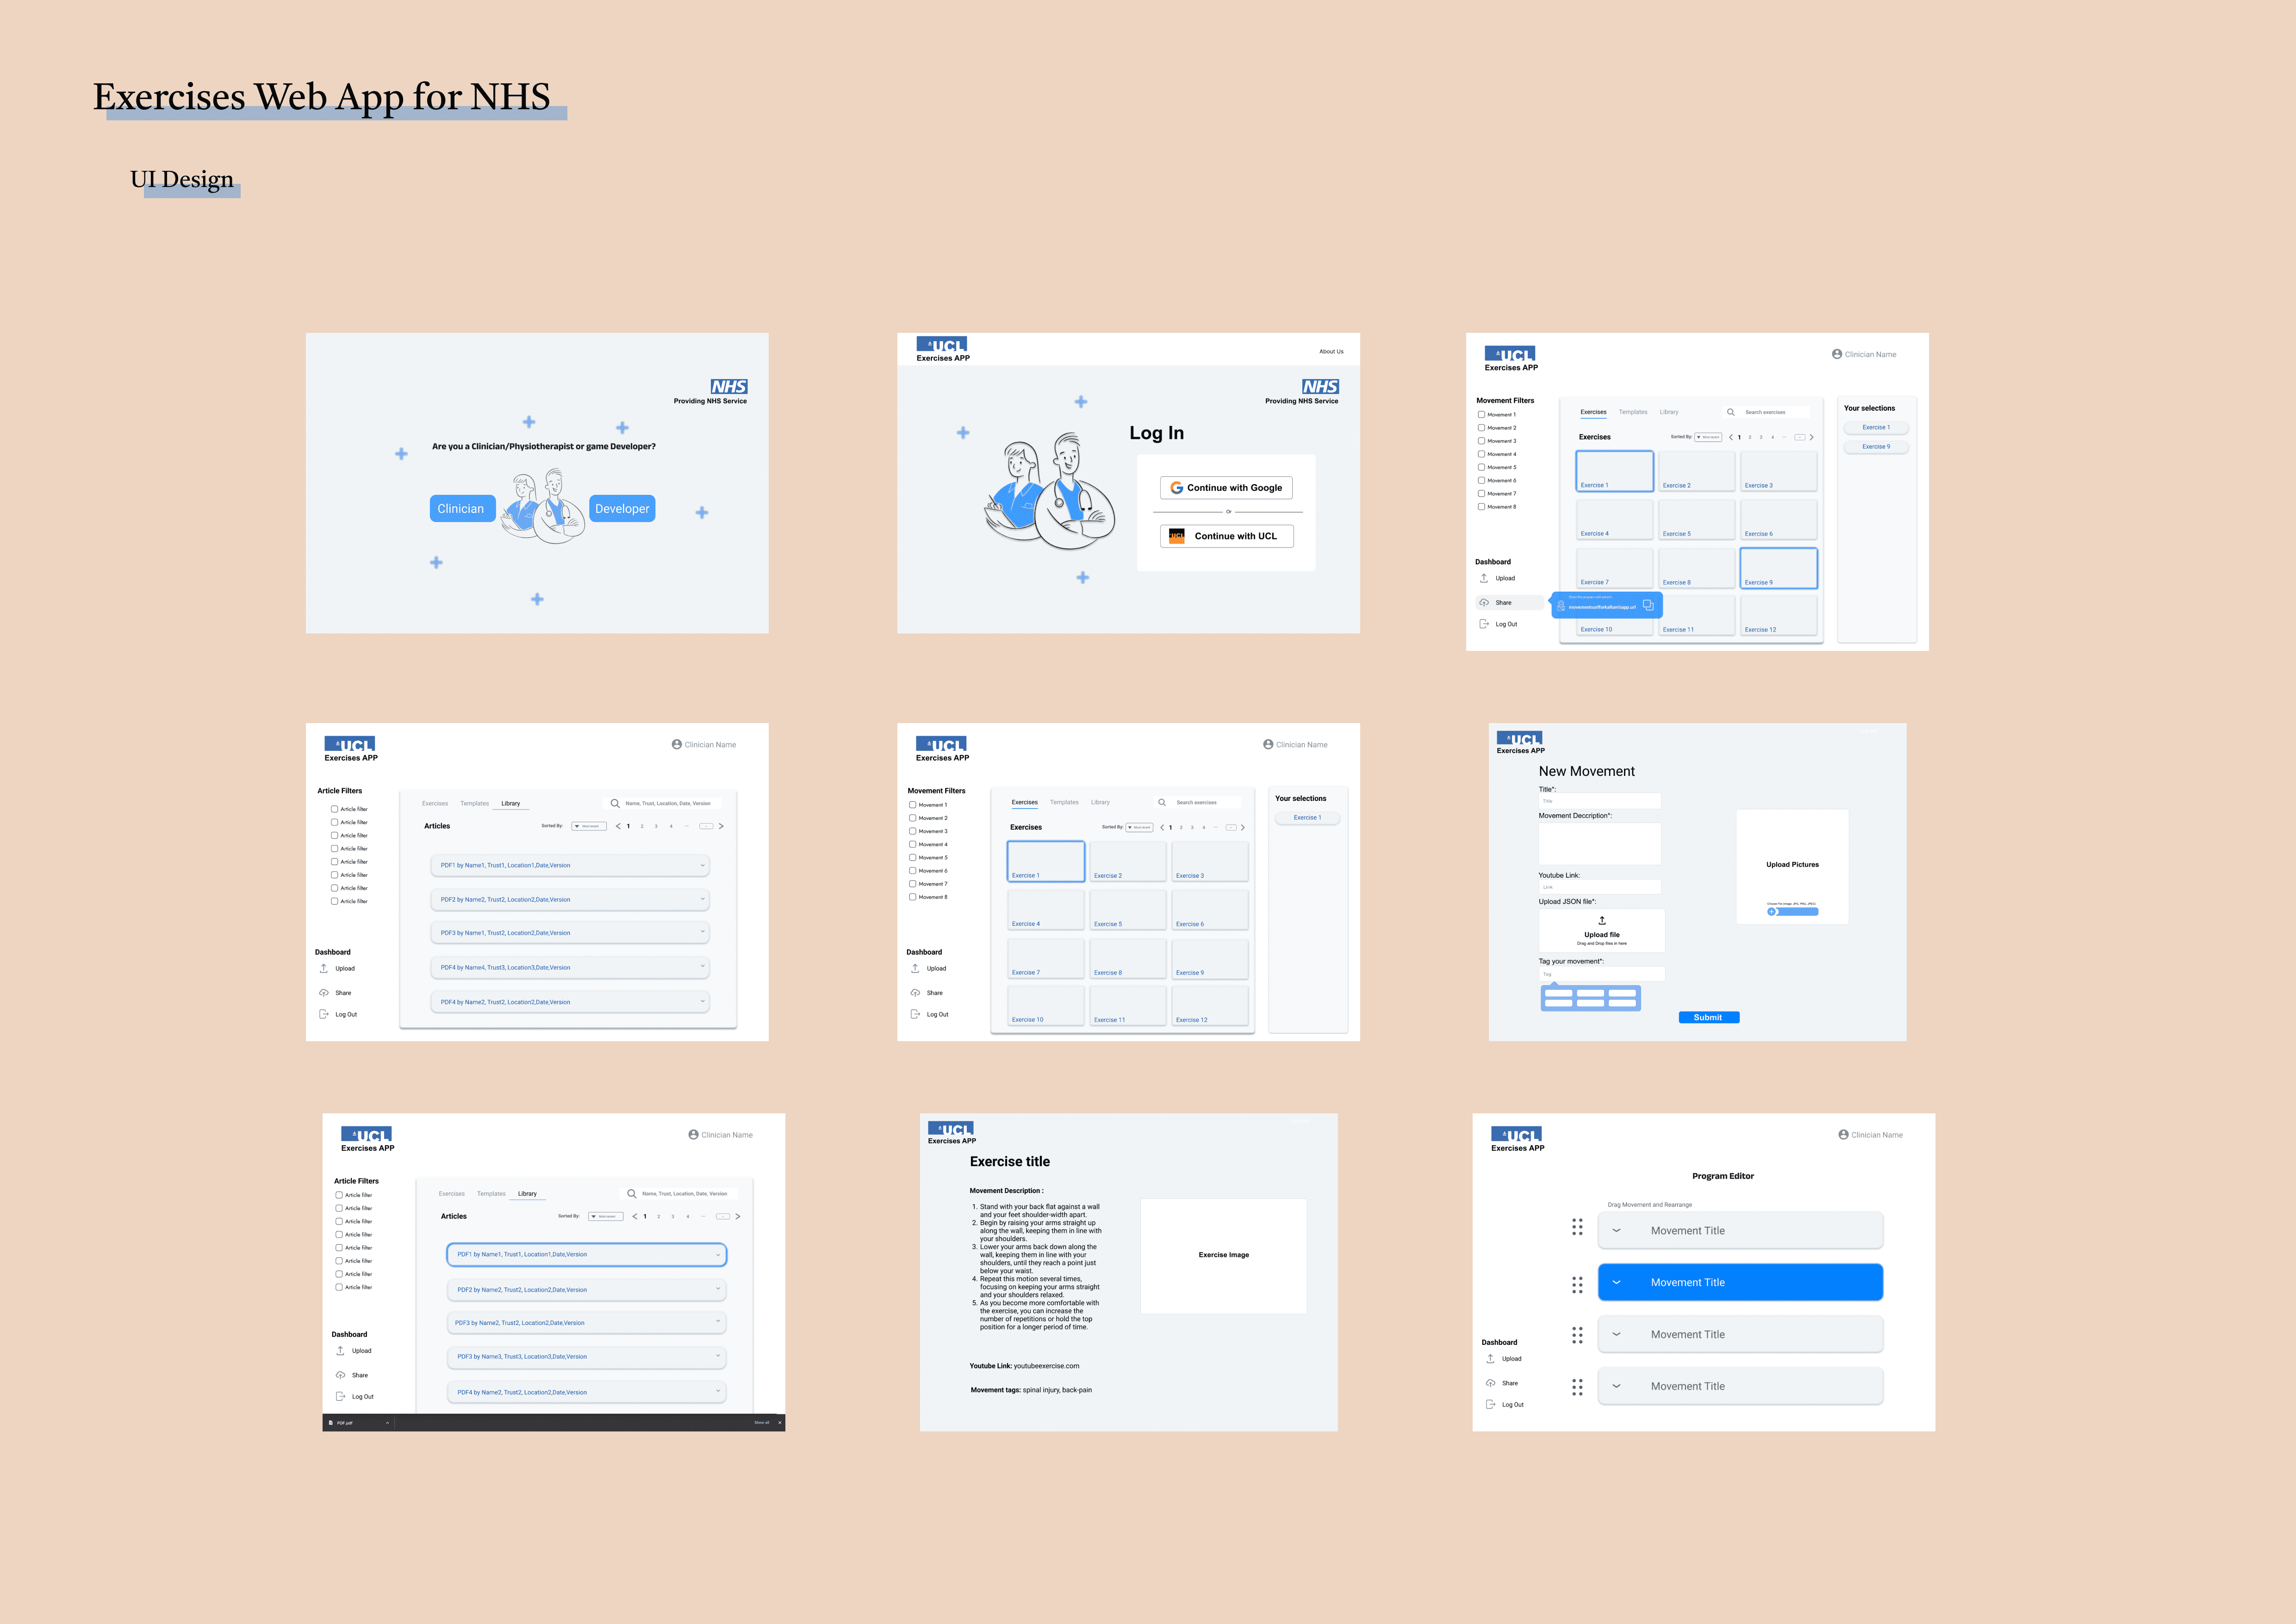 Exercises Web App for NHS
UI Design
NHS
Providing NHS Service
Are you a Clinician/Physiotherapist or game Developer?
Clinician
Developer
UCL
Exercises APP
About Us
NHS
Providing NHS Service
Log In
Continue with Google
Or
UCL
Continue with UCL
UCL
Exercises APP
Clinician Name
Movement Filters
Movement 1
Movement 2
Movement 3
Movement 4
Movement 5
Movement 6
Movement 7
Movement 8
Dashboard
Upload
Share
Log Out
Exercises Templates Library
Search exercises
Exercises
Sorted By: Most recent 1 2 3 4 ...
Exercise 1 Exercise 2 Exercise 3
Exercise 4 Exercise 5 Exercise 6
Exercise 7 Exercise 8 Exercise 9
Exercise 10 Exercise 11 Exercise 12
Your selections
Exercise 1
Exercise 9
UCL
Exercises APP
Clinician Name
Article Filters
Article filter
Article filter
Article filter
Article filter
Article filter
Article filter
Article filter
Article filter
Dashboard
Upload
Share
Log Out
Exercises Templates Library
Name, Trust, Location, Date, Version
Articles
Sorted By: Most recent 1 2 3 4 ...
PDF1 by Name1, Trust1, Location1,Date,Version
PDF2 by Name2, Trust2, Location2,Date,Version
PDF3 by Name1, Trust2, Location2,Date,Version
PDF4 by Name4, Trust3, Location3,Date,Version
PDF4 by Name2, Trust2, Location2,Date,Version
UCL
Exercises APP
Clinician Name
Movement Filters
Movement 1
Movement 2
Movement 3
Movement 4
Movement 5
Movement 6
Movement 7
Movement 8
Dashboard
Upload
Share
Log Out
Exercises Templates Library
Search exercises
Exercises
Sorted By: Most recent 1 2 3 4 ...
Exercise 1 Exercise 2 Exercise 3
Exercise 4 Exercise 5 Exercise 6
Exercise 7 Exercise 8 Exercise 9
Exercise 10 Exercise 11 Exercise 12
Your selections
Exercise 1
UCL
Exercises APP
New Movement
Title*:
Title
Movement Deccription*:
Youtube Link:
Link
Upload JSON file*:
Upload file
Drag and Drop files in here
Tag your movement*:
Tag
Upload Pictures
Choose File (image, JPG, PNG, JPEG)
Submit
UCL
Exercises APP
Clinician Name
Article Filters
Article filter
Article filter
Article filter
Article filter
Article filter
Article filter
Article filter
Article filter
Dashboard
Upload
Share
Log Out
Exercises Templates Library
Name, Trust, Location, Date, Version
Articles
Sorted By: Most recent 1 2 3 4 ...
PDF1 by Name1, Trust1, Location1,Date,Version
PDF2 by Name2, Trust2, Location2,Date,Version
PDF3 by Name2, Trust2, Location2,Date,Version
PDF3 by Name3, Trust3, Location3,Date,Version
PDF4 by Name2, Trust2, Location2,Date,Version
PDF.pdf
Show all
UCL
Exercises APP
Exercise title
Movement Description :
1. Stand with your back flat against a wall
and your feet shoulder-width apart.
2. Begin by raising your arms straight up
along the wall, keeping them in line with
your shoulders.
3. Lower your arms back down along the
wall, keeping them in line with your
shoulders, until they reach a point just
below your waist.
4. Repeat this motion several times,
focusing on keeping your arms straight
and your shoulders relaxed.
5. As you become more comfortable with
the exercise, you can increase the
number of repetitions or hold the top
position for a longer period of time.
Exercise Image
Youtube Link: youtubeexercise.com
Movement tags: spinal injury, back-pain
UCL
Exercises APP
Clinician Name
Program Editor
Drag Movement and Rearrange
Movement Title
Movement Title
Movement Title
Movement Title
Dashboard
Upload
Share
Log Out